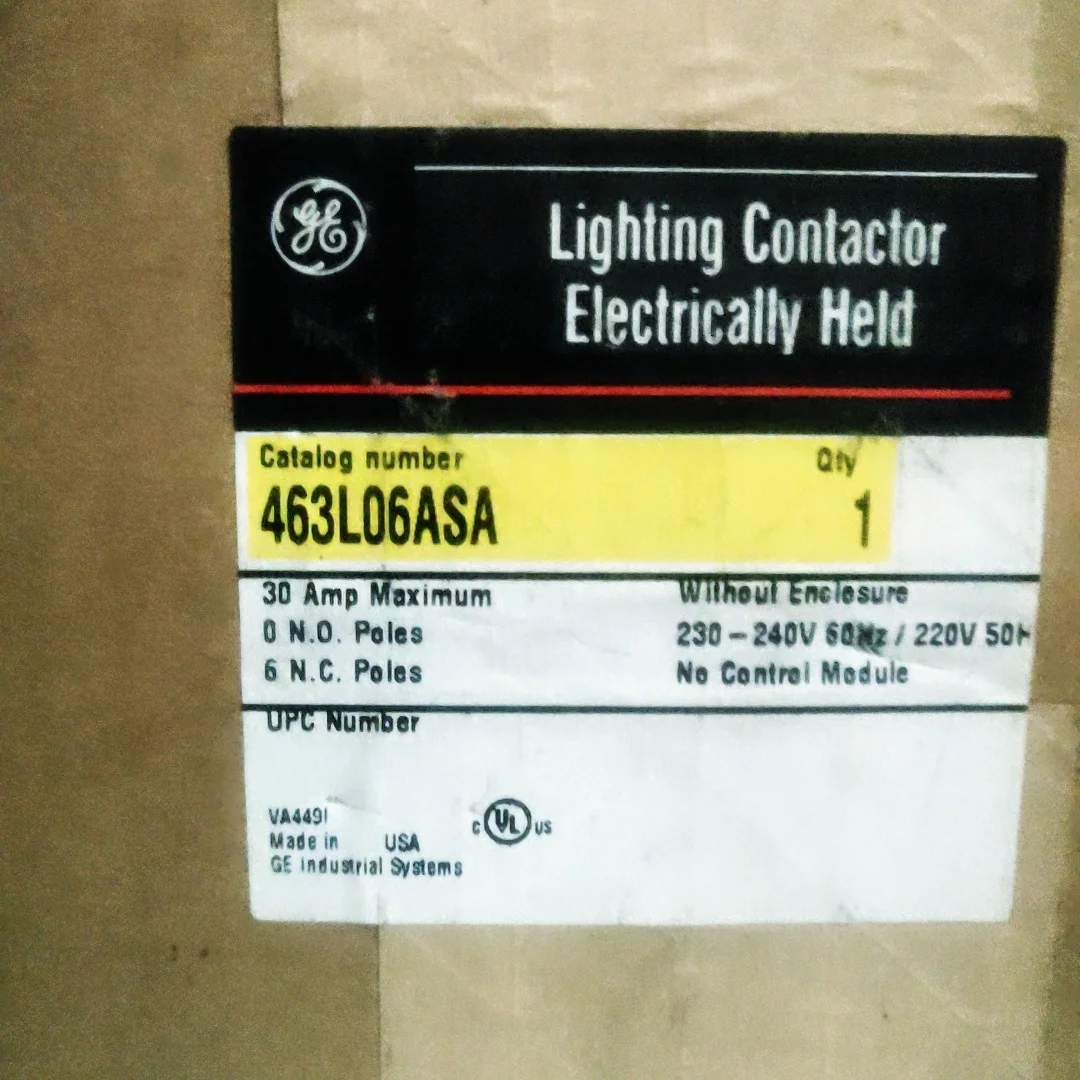 GE
Lighting Contactor
Electrically Held
Catalog number Qty
463L06ASA 1
30 Amp Maximum Without Enclosure
0 N.O. Poles 230 – 240V 60Hz / 220V 50H
6 N.C. Poles No Control Module
UPC Number
VA449I
Made in USA
C UL US
GE Industrial Systems